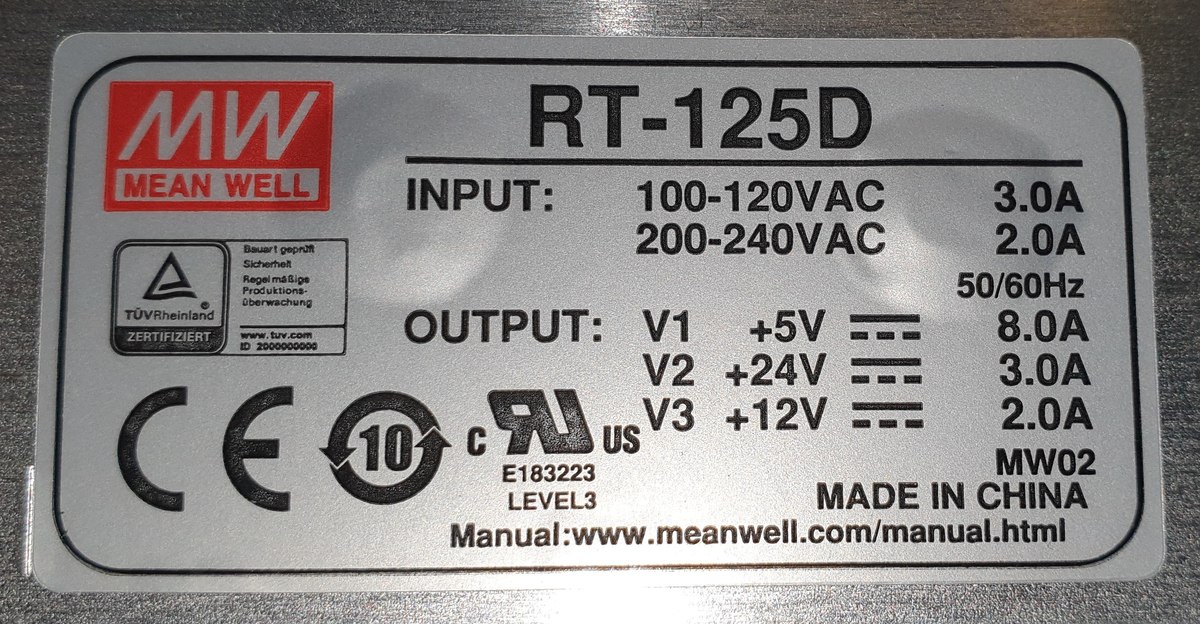 MW
MEAN WELL
RT-125D
INPUT: 100-120VAC 3.0A
200-240VAC 2.0A
50/60Hz
OUTPUT: V1 +5V 8.0A
V2 +24V 3.0A
V3 +12V 2.0A
MW02
MADE IN CHINA
Manual:www.meanwell.com/manual.html
TÜVRheinland®
ZERTIFIZIERT
Bauart geprüft
Sicherheit
Regelmäßige
Produktions-
überwachung
www.tuv.com
ID 2000000000
CE
10
C RU US
E183223
LEVEL3